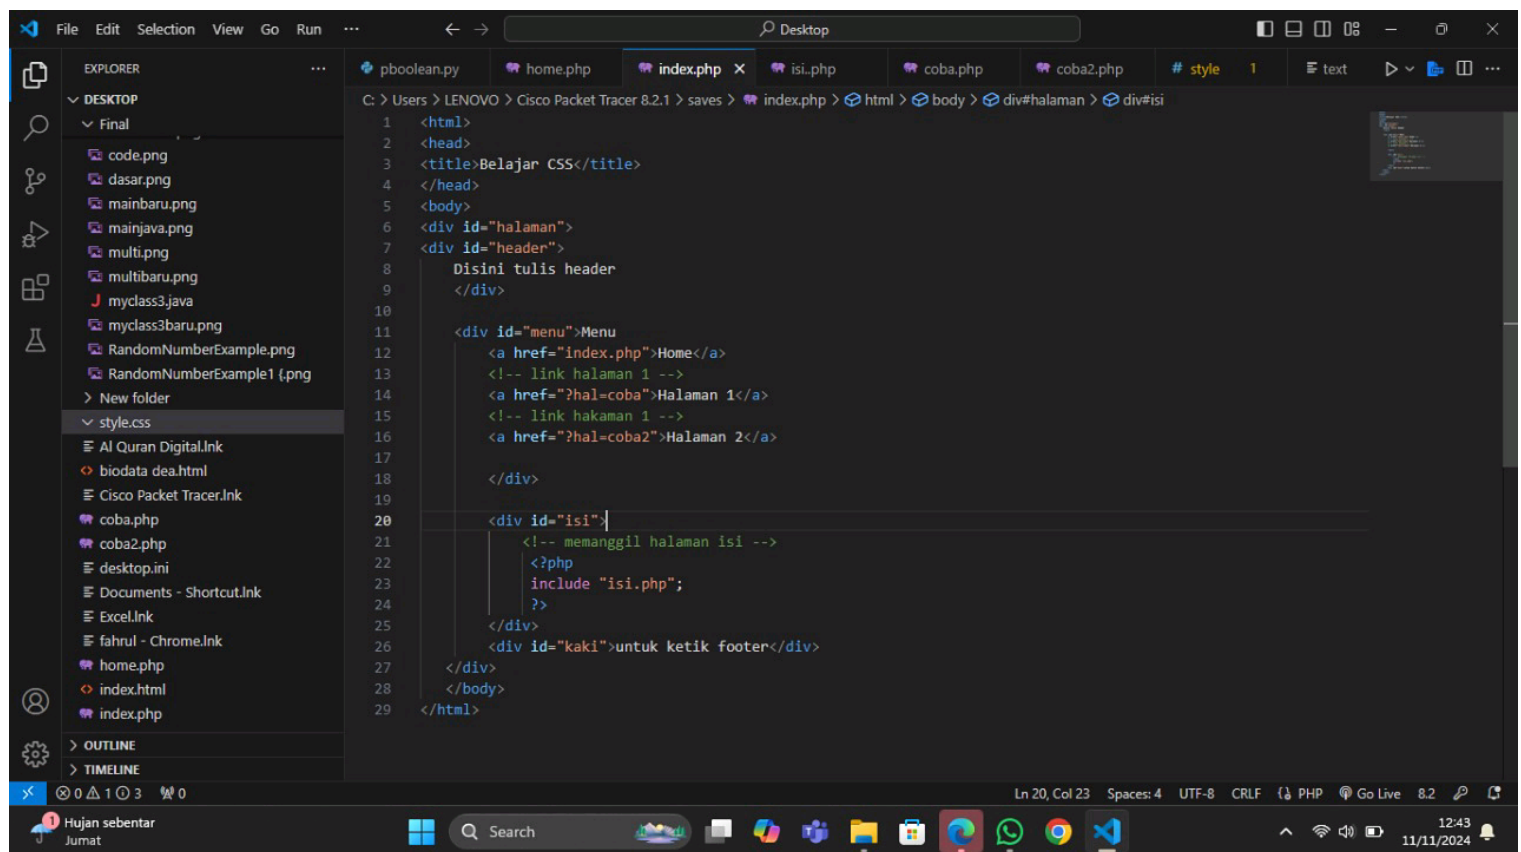 File Edit Selection View Go Run ··· ← → Desktop
EXPLORER ···
DESKTOP
Final
code.png
dasar.png
mainbaru.png
mainjava.png
multi.png
multibaru.png
J myclass3.java
myclass3baru.png
RandomNumberExample.png
RandomNumberExample1 {.png
New folder
style.css
Al Quran Digital.lnk
biodata dea.html
Cisco Packet Tracer.lnk
coba.php
coba2.php
desktop.ini
Documents - Shortcut.lnk
Excel.lnk
fahrul - Chrome.lnk
home.php
index.html
index.php
OUTLINE
TIMELINE
pboolean.py home.php index.php isi..php coba.php coba2.php # style 1 text ···
C: > Users > LENOVO > Cisco Packet Tracer 8.2.1 > saves > index.php > html > body > div#halaman > div#isi
1 <html>
2 <head>
3 <title>Belajar CSS</title>
4 </head>
5 <body>
6 <div id="halaman">
7 <div id="header">
8 Disini tulis header
9 </div>
10
11 <div id="menu">Menu
12 <a href="index.php">Home</a>
13 <!-- link halaman 1 -->
14 <a href="?hal=coba">Halaman 1</a>
15 <!-- link hakaman 1 -->
16 <a href="?hal=coba2">Halaman 2</a>
17
18 </div>
19
20 <div id="isi">
21 <!-- memanggil halaman isi -->
22 <?php
23 include "isi.php";
24 ?>
25 </div>
26 <div id="kaki">untuk ketik footer</div>
27 </div>
28 </body>
29 </html>
0 1 3 0 Ln 20, Col 23 Spaces: 4 UTF-8 CRLF PHP Go Live 8.2
1 Hujan sebentar
Jumat
Search
12:43
11/11/2024